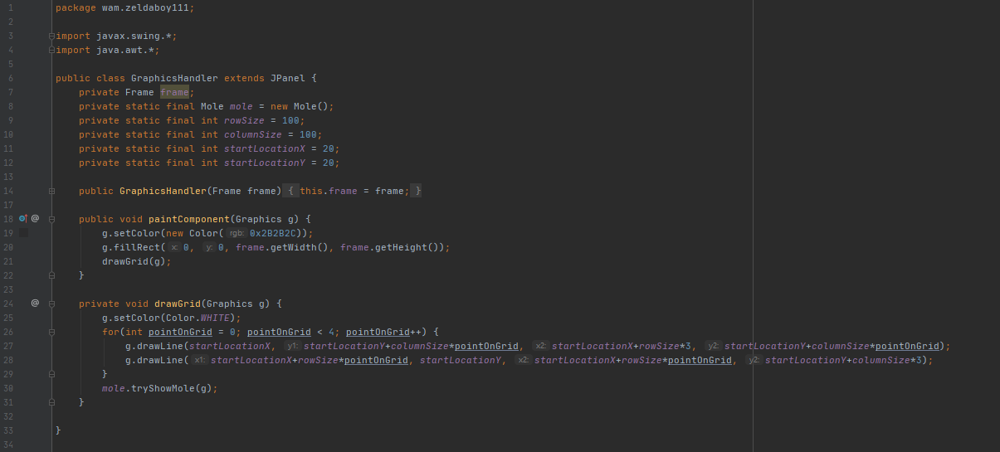 1 package wam.zeldaboy111;
2
3 import javax.swing.*;
4 import java.awt.*;
5
6 public class GraphicsHandler extends JPanel {
7     private Frame frame;
8     private static final Mole mole = new Mole();
9     private static final int rowSize = 100;
10     private static final int columnSize = 100;
11     private static final int startLocationX = 20;
12     private static final int startLocationY = 20;
13
14     public GraphicsHandler(Frame frame) { this.frame = frame; }
17
18 @     public void paintComponent(Graphics g) {
19         g.setColor(new Color( rgb: 0x2B2B2C));
20         g.fillRect( x: 0, y: 0, frame.getWidth(), frame.getHeight());
21         drawGrid(g);
22     }
23
24 @     private void drawGrid(Graphics g) {
25         g.setColor(Color.WHITE);
26         for(int pointOnGrid = 0; pointOnGrid < 4; pointOnGrid++) {
27             g.drawLine(startLocationX, y1: startLocationY+columnSize*pointOnGrid, x2: startLocationX+rowSize*3, y2: startLocationY+columnSize*pointOnGrid);
28             g.drawLine( x1: startLocationX+rowSize*pointOnGrid, startLocationY, x2: startLocationX+rowSize*pointOnGrid, y2: startLocationY+columnSize*3);
29         }
30         mole.tryShowMole(g);
31     }
32
33 }
34